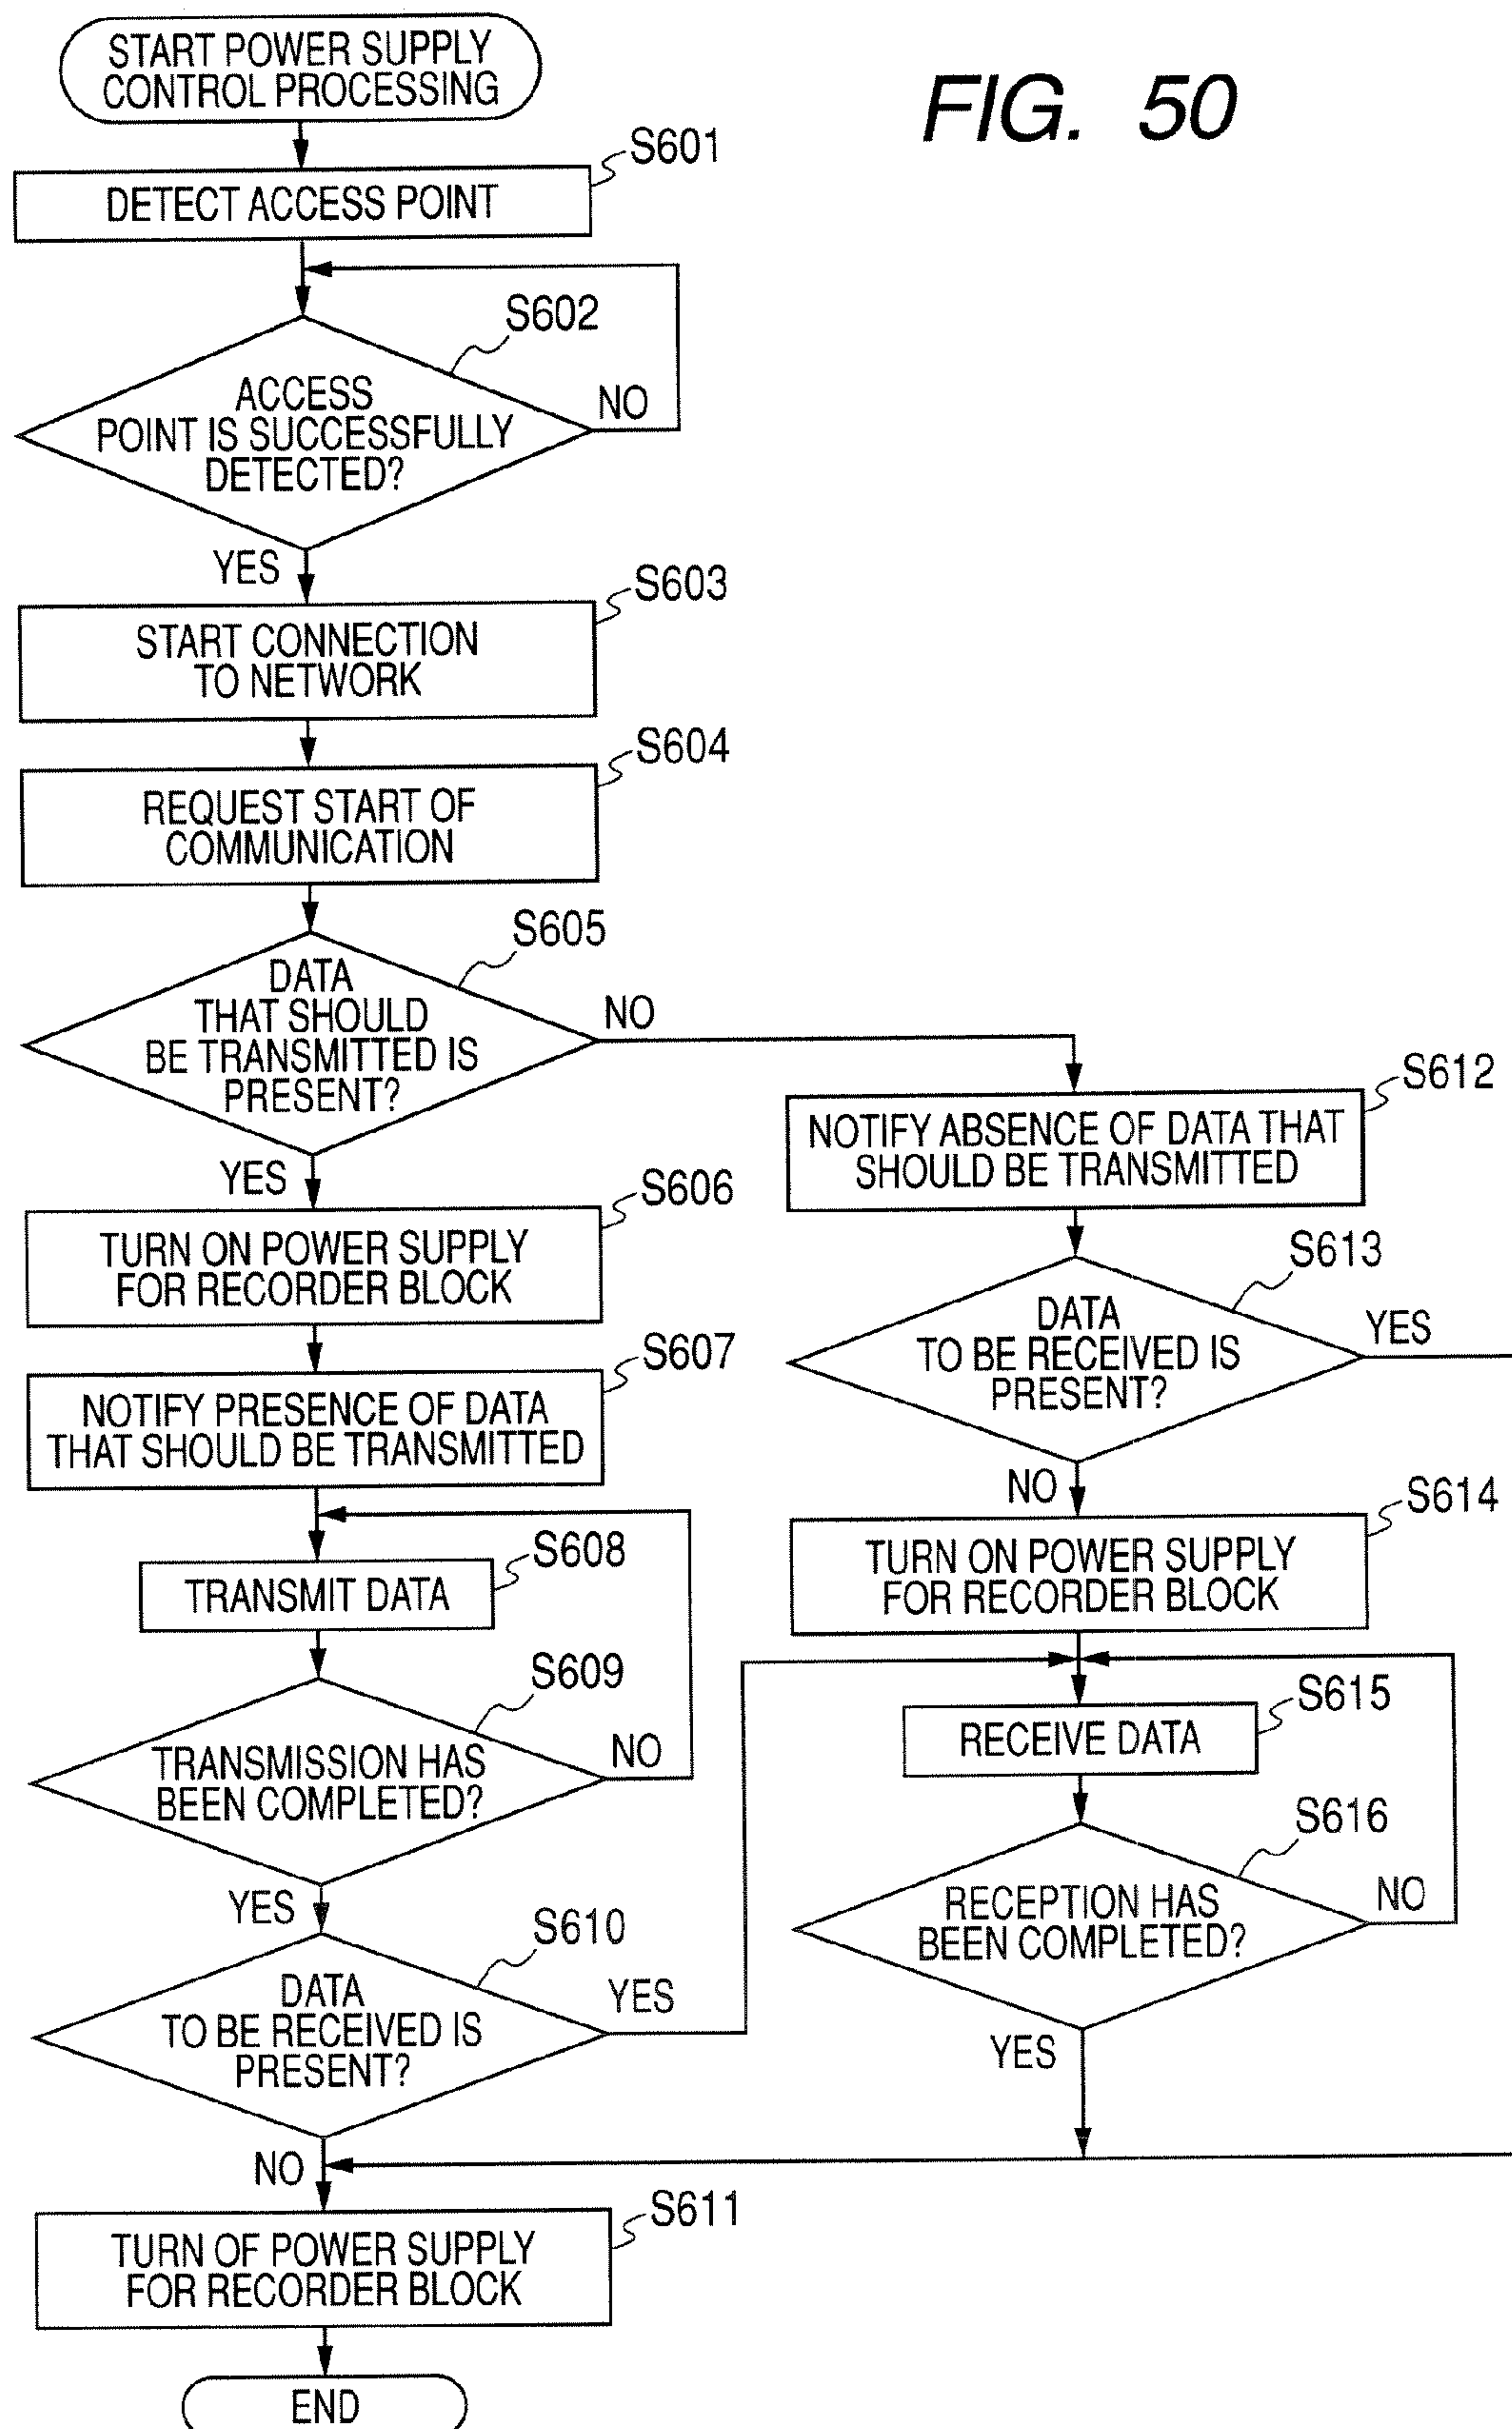 START POWER SUPPLY
CONTROL PROCESSING
FIG. 50
S601
DETECT ACCESS POINT
S602
ACCESS
POINT IS SUCCESSFULLY
DETECTED?
NO
YES
S603
START CONNECTION
TO NETWORK
S604
REQUEST START OF
COMMUNICATION
S605
DATA
THAT SHOULD
BE TRANSMITTED IS
PRESENT?
NO
YES
S606
TURN ON POWER SUPPLY
FOR RECORDER BLOCK
S607
NOTIFY PRESENCE OF DATA
THAT SHOULD BE TRANSMITTED
S608
TRANSMIT DATA
S609
TRANSMISSION HAS
BEEN COMPLETED?
NO
YES
S610
DATA
TO BE RECEIVED IS
PRESENT?
YES
NO
S611
TURN OF POWER SUPPLY
FOR RECORDER BLOCK
END
S612
NOTIFY ABSENCE OF DATA THAT
SHOULD BE TRANSMITTED
S613
DATA
TO BE RECEIVED IS
PRESENT?
YES
NO
S614
TURN ON POWER SUPPLY
FOR RECORDER BLOCK
S615
RECEIVE DATA
S616
RECEPTION HAS
BEEN COMPLETED?
NO
YES